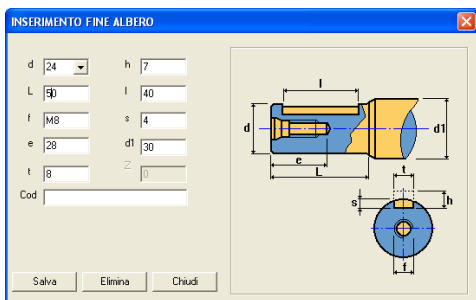 INSERIMENTO FINE ALBERO
d 24 h 7
L 50 l 40
f M8 s 4
e 28 d1 30
t 8 Z 0
Cod
Salva Elimina Chiudi
l
d d1
e
L t
s h
f